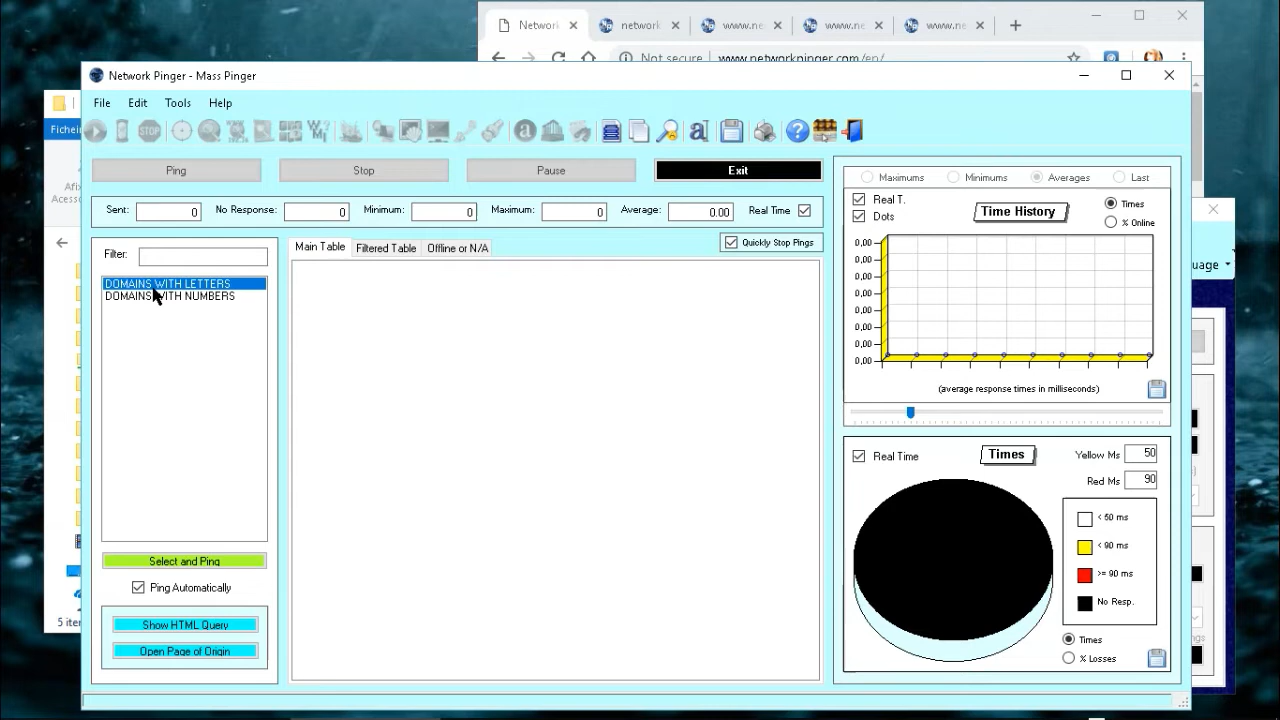 Network
network
www.ne
www.ne
www.ne
Not secure
www.networkpinger.com/en/
Network Pinger - Mass Pinger
File Edit Tools Help
Ping
Stop
Pause
Exit
Sent: 0
No Response: 0
Minimum: 0
Maximum: 0
Average: 0.00
Real Time
Filter:
DOMAINS WITH LETTERS
DOMAINS WITH NUMBERS
Select and Ping
Ping Automatically
Show HTML Query
Open Page of Origin
Main Table
Filtered Table
Offline or N/A
Quickly Stop Pings
Maximums
Minimums
Averages
Last
Real T.
Dots
Time History
Times
% Online
0,00
0,00
0,00
0,00
0,00
0,00
0,00
0,00
(average response times in milliseconds)
Real Time
Times
Yellow Ms 50
Red Ms 90
< 50 ms
< 90 ms
>= 90 ms
No Resp.
Times
% Losses
Fichei
Afix
Acesso
5 iter
uage